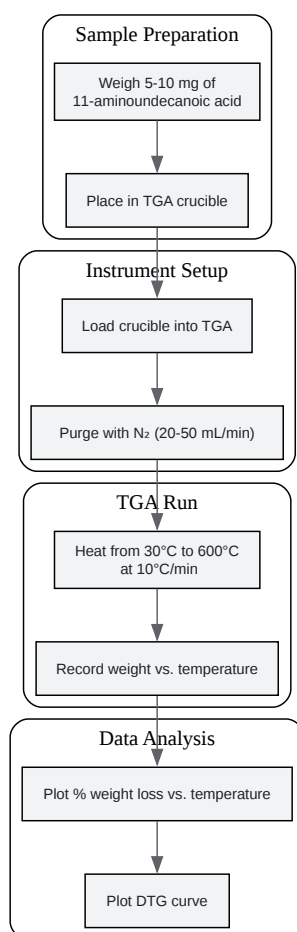 Sample Preparation
Weigh 5-10 mg of
11-aminoundecanoic acid
Place in TGA crucible
Instrument Setup
Load crucible into TGA
Purge with N₂ (20-50 mL/min)
TGA Run
Heat from 30°C to 600°C
at 10°C/min
Record weight vs. temperature
Data Analysis
Plot % weight loss vs. temperature
Plot DTG curve